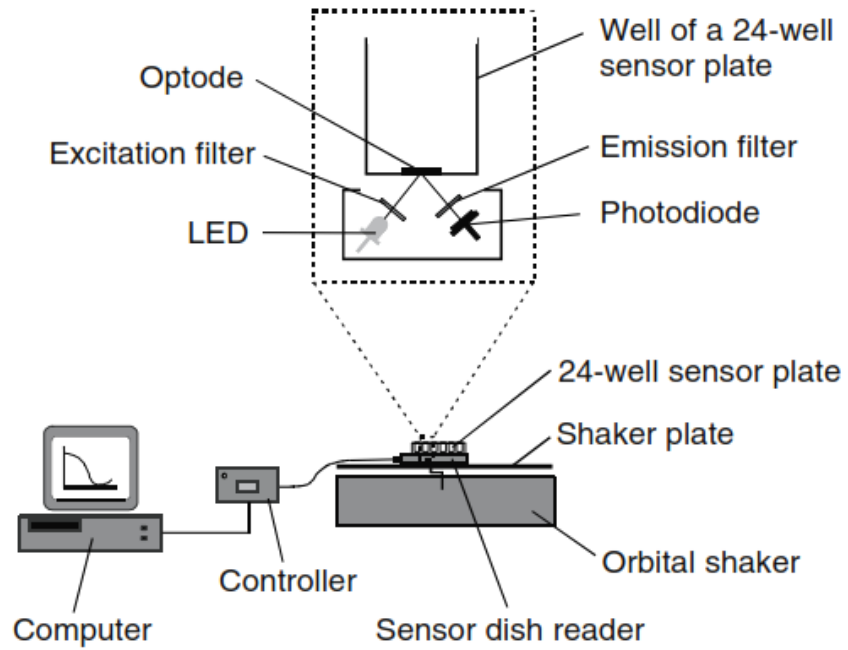 Well of a 24-well
sensor plate
Optode
Excitation filter
Emission filter
Photodiode
LED
24-well sensor plate
Shaker plate
Orbital shaker
Controller
Computer
Sensor dish reader